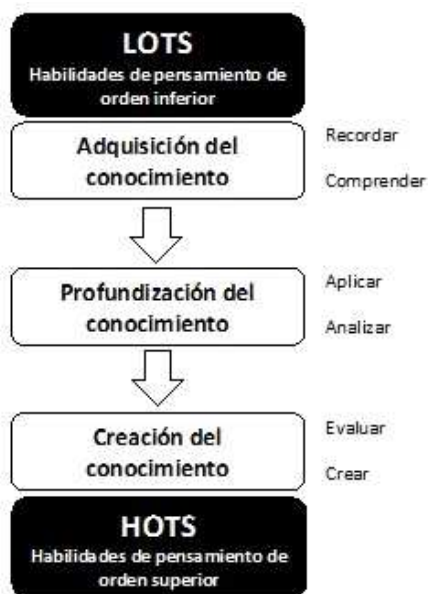 LOTS
Habilidades de pensamiento de
orden inferior
Adquisición del
conocimiento
Recordar
Comprender
Profundización del
conocimiento
Aplicar
Analizar
Creación del
conocimiento
Evaluar
Crear
HOTS
Habilidades de pensamiento de
orden superior